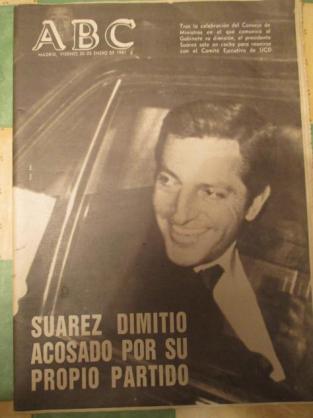 ABC
MADRID, VIERNES 30 DE ENERO DE 1981
Tras la celebración del Consejo de
Ministros en el que comunicó al
Gabinete su dimisión, el presidente
Suárez sale en coche para reunirse
con el Comité Ejecutivo de UCD
SUAREZ DIMITIO
ACOSADO POR SU
PROPIO PARTIDO